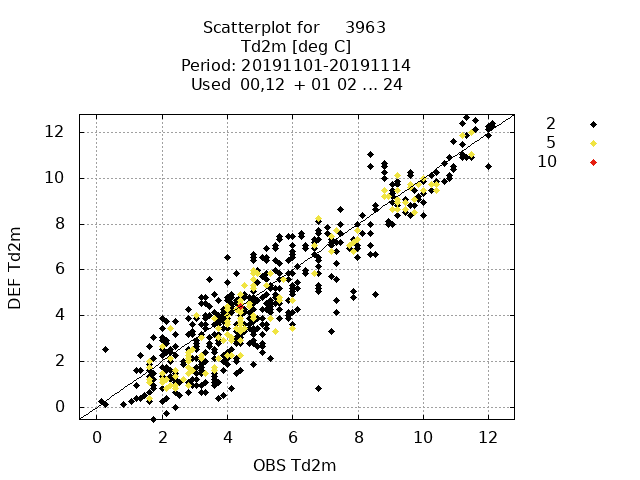 Scatterplot for 3963
Td2m [deg C]
Period: 20191101-20191114
Used 00,12 + 01 02 ... 24
2
5
10
DEF Td2m
12
10
8
6
4
2
0
0 2 4 6 8 10 12
OBS Td2m